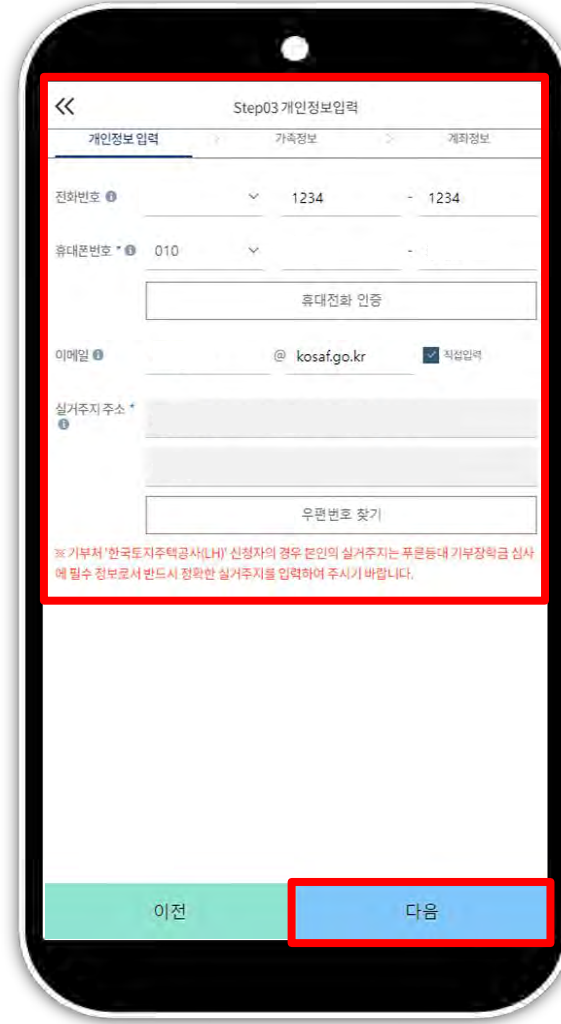 Step03 개인정보입력
개인정보 입력 > 가족정보 > 계좌정보
전화번호 1234 - 1234
휴대폰번호 * 010 -
휴대전화 인증
이메일 @ kosaf.go.kr 직접입력
실거주지 주소 *
우편번호 찾기
※ 기부처 '한국토지주택공사(LH)' 신청자의 경우 본인의 실거주지는 푸른등대 기부장학금 심사
에 필수 정보로서 반드시 정확한 실거주지를 입력하여 주시기 바랍니다.
이전 다음